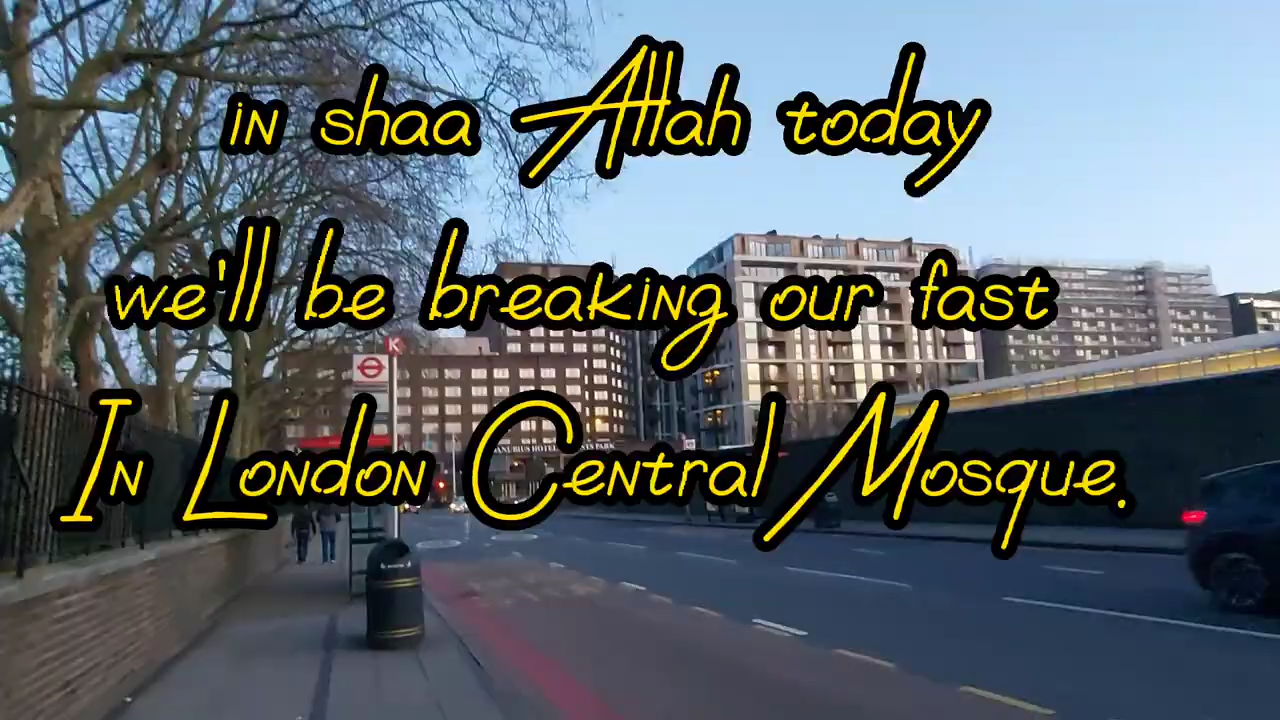 in shaa Allah today
we'll be breaking our fast
In London Central Mosque.
K